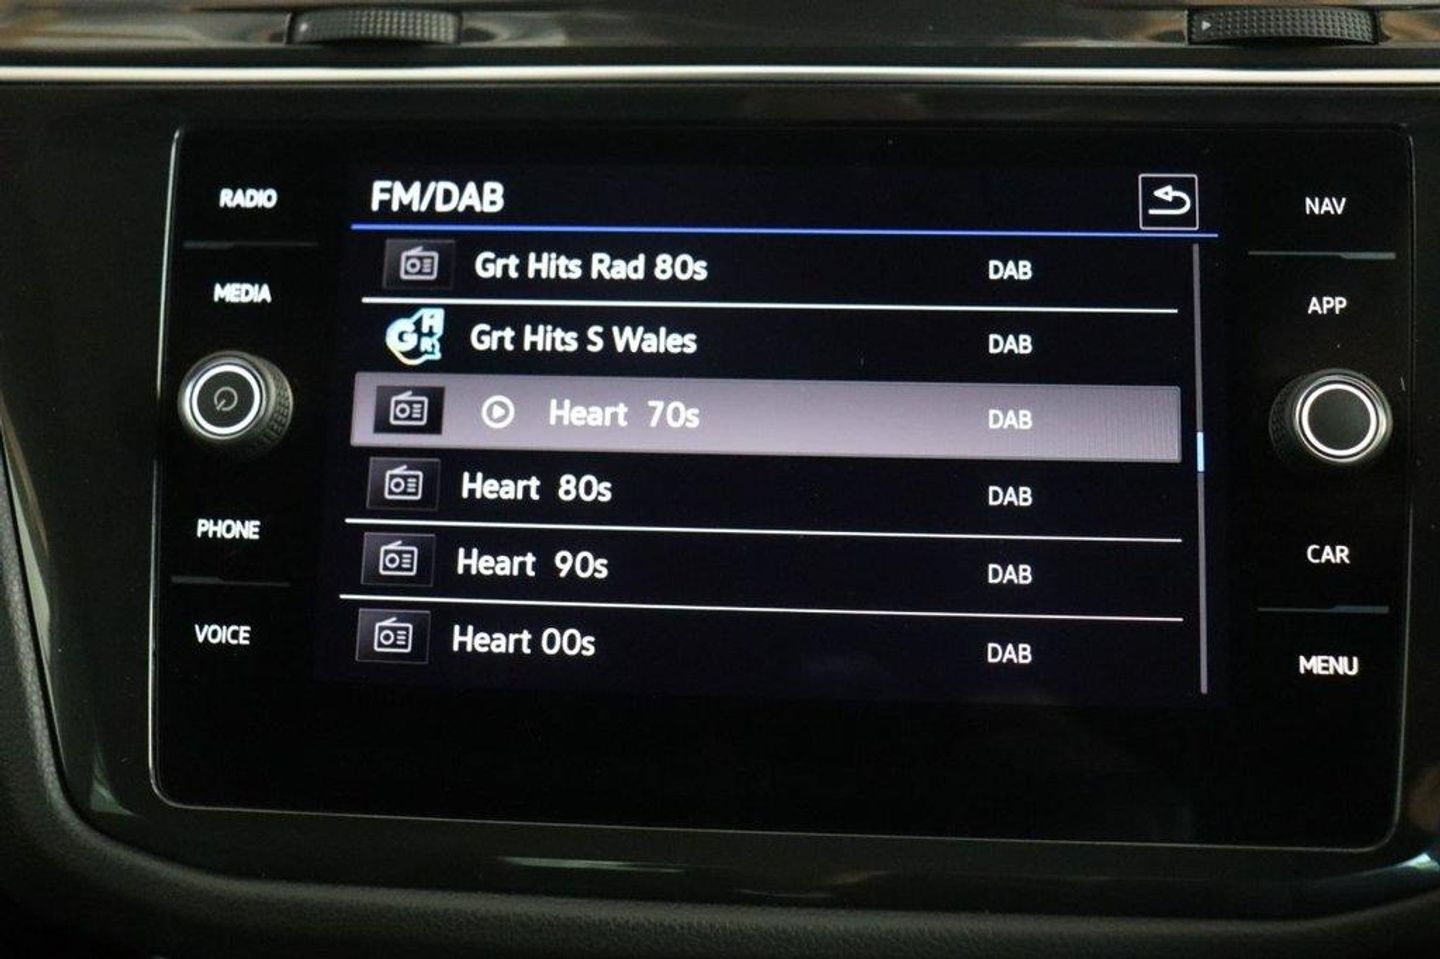 RADIO
FM/DAB
NAV
Grt Hits Rad 80s DAB
MEDIA
APP
GHR
Grt Hits S Wales DAB
Heart 70s DAB
Heart 80s DAB
PHONE
Heart 90s DAB
CAR
VOICE
Heart 00s DAB
MENU